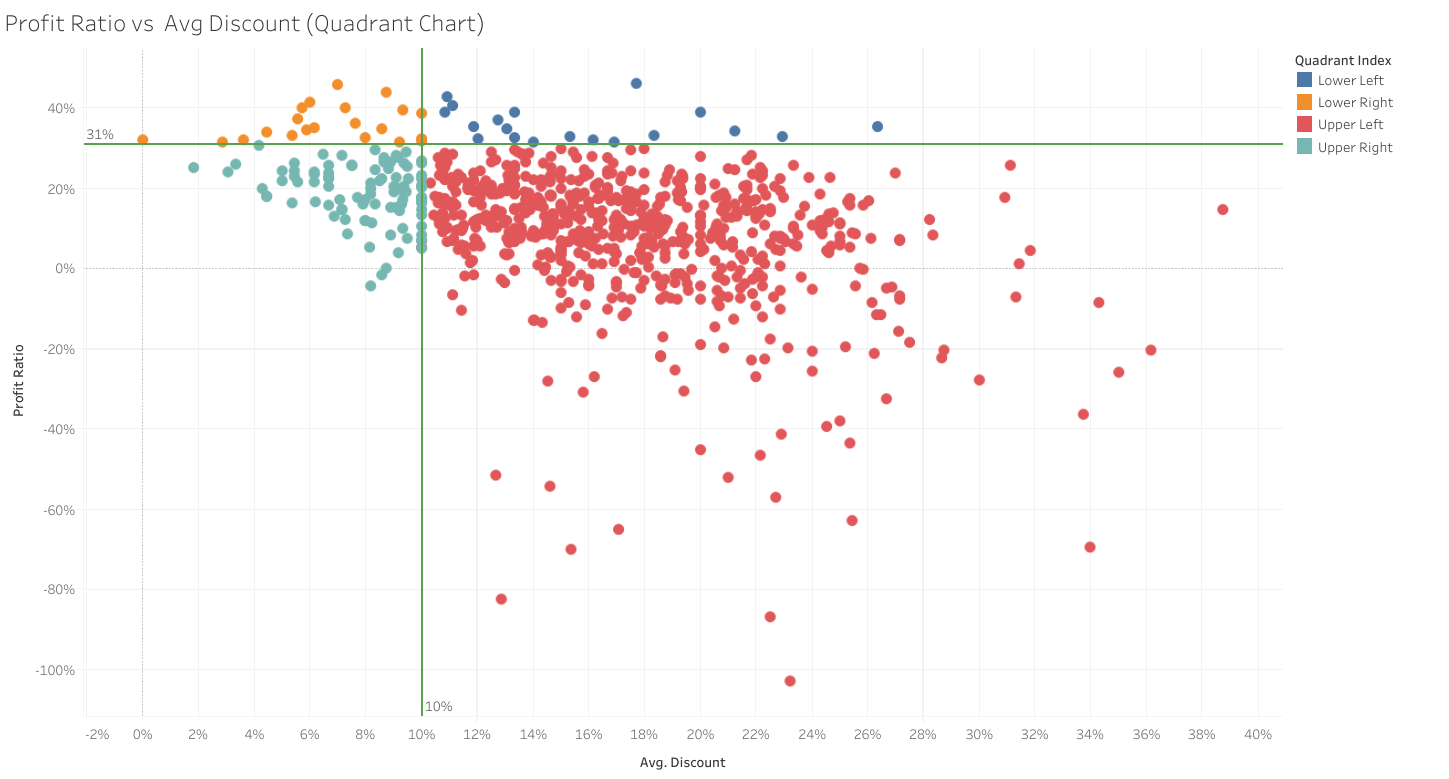 Profit Ratio vs  Avg Discount (Quadrant Chart)
Quadrant Index
Lower Left
Lower Right
Upper Left
Upper Right
40%
31%
20%
0%
-20%
-40%
-60%
-80%
-100%
Profit Ratio
10%
-2% 0% 2% 4% 6% 8% 10% 12% 14% 16% 18% 20% 22% 24% 26% 28% 30% 32% 34% 36% 38% 40%
Avg. Discount